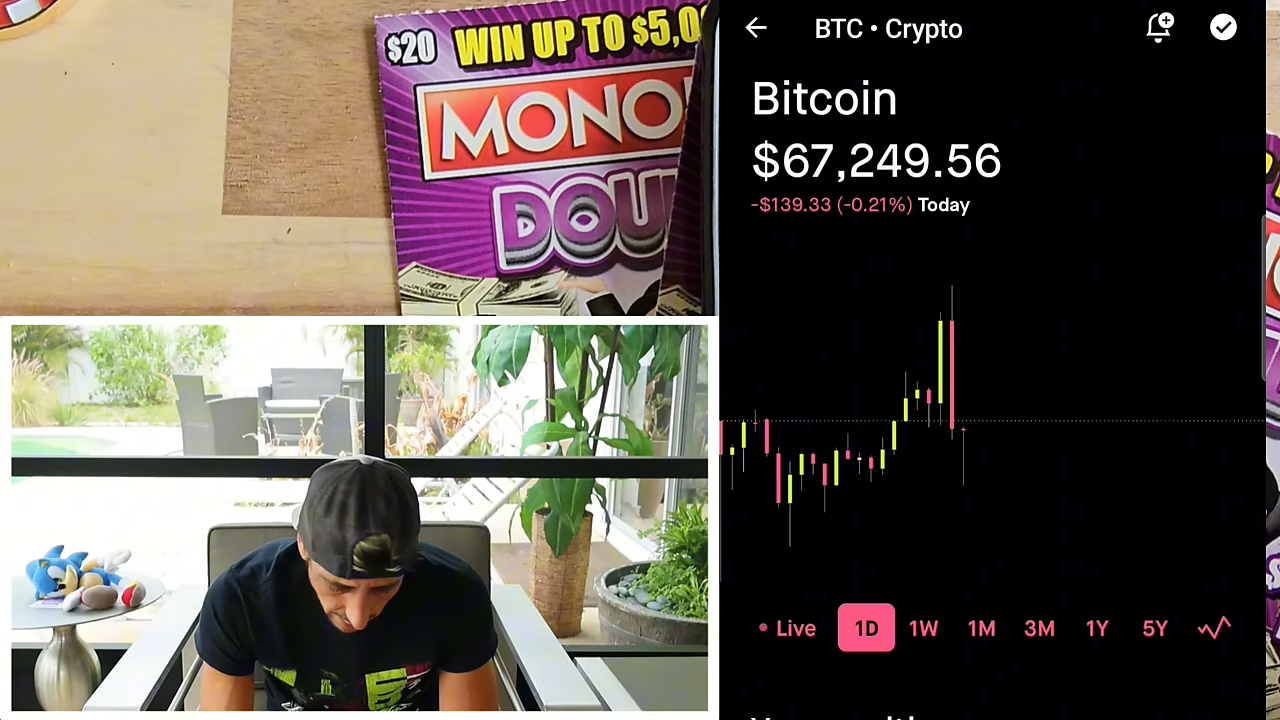 $20 WIN UP TO $5,0
MONO
DOU
BTC • Crypto
Bitcoin
$67,249.56
-$139.33 (-0.21%) Today
Live 1D 1W 1M 3M 1Y 5Y